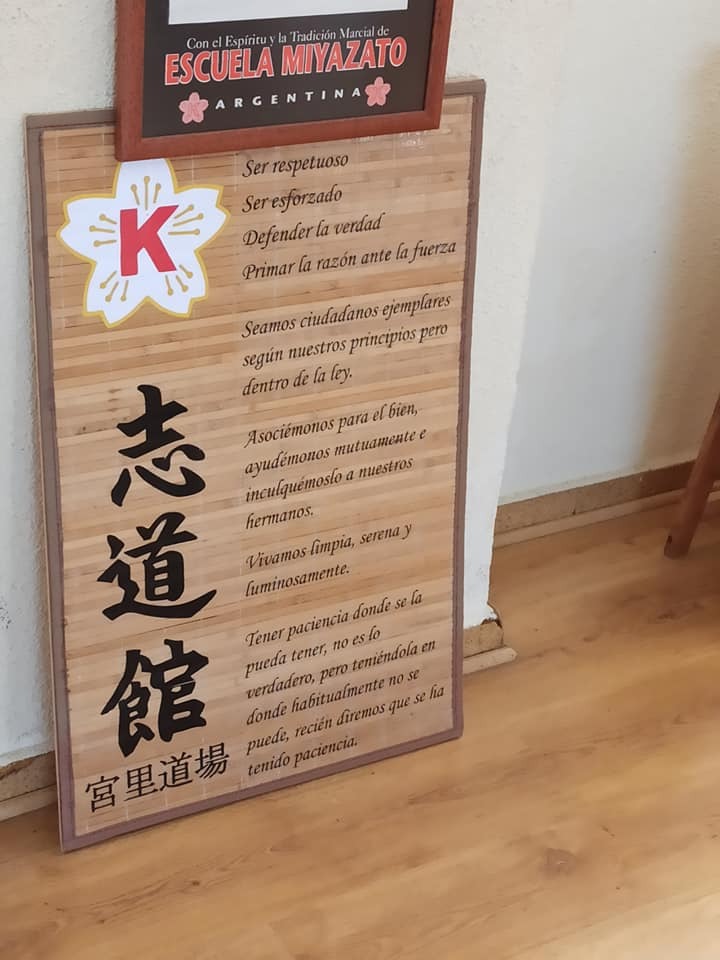 Con el Espíritu y la Tradición Marcial de
ESCUELA MIYAZATO
ARGENTINA
K
志道館
宮里道場
Ser respetuoso
Ser esforzado
Defender la verdad
Primar la razón ante la fuerza
Seamos ciudadanos ejemplares
según nuestros principios pero
dentro de la ley.
Asociémonos para el bien,
ayudémonos mutuamente e
inculquémoslo a nuestros
hermanos.
Vivamos limpia, serena y
luminosamente.
Tener paciencia donde se la
pueda tener, no es lo
verdadero, pero teniéndola en
donde habitualmente no se
puede, recién diremos que se ha
tenido paciencia.